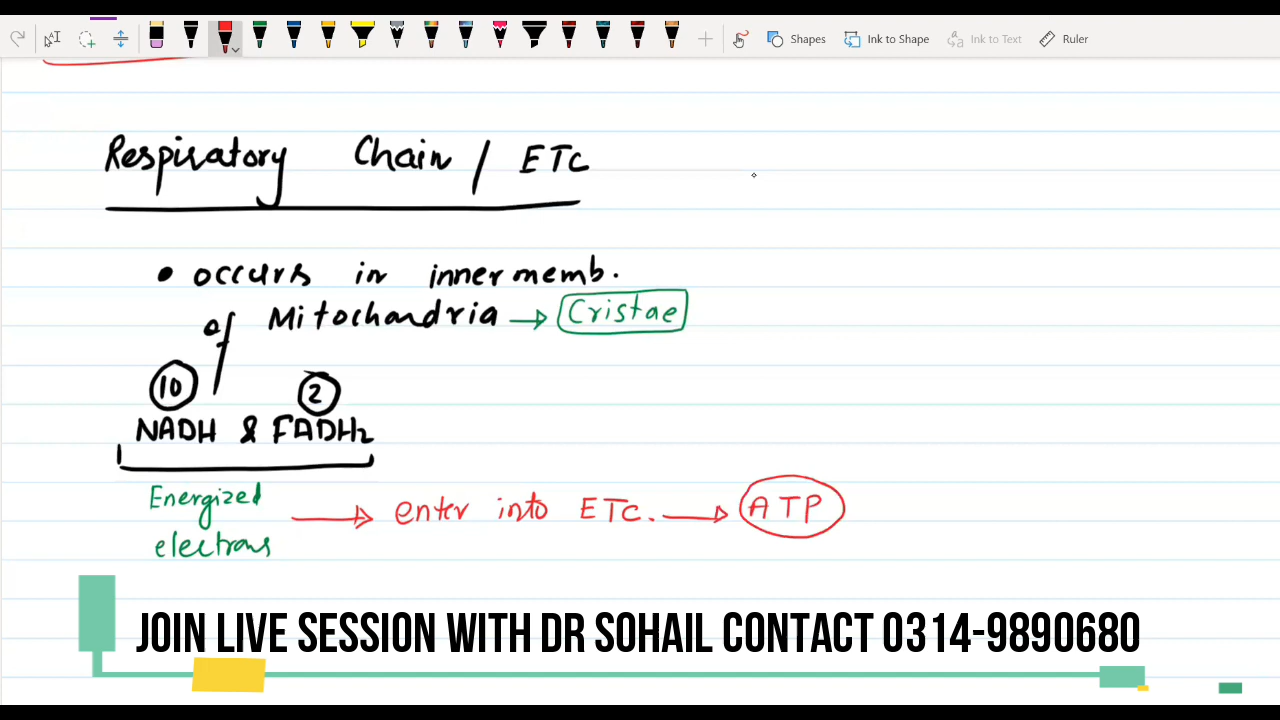 Shapes Ink to Shape Ink to Text Ruler
Respiratory Chain / ETC
• occurs in inner memb.
of Mitochondria → Cristae
10 2
NADH & FADH2
Energized
electrons → enter into ETC. → ATP
JOIN LIVE SESSION WITH DR SOHAIL CONTACT 0314-9890680